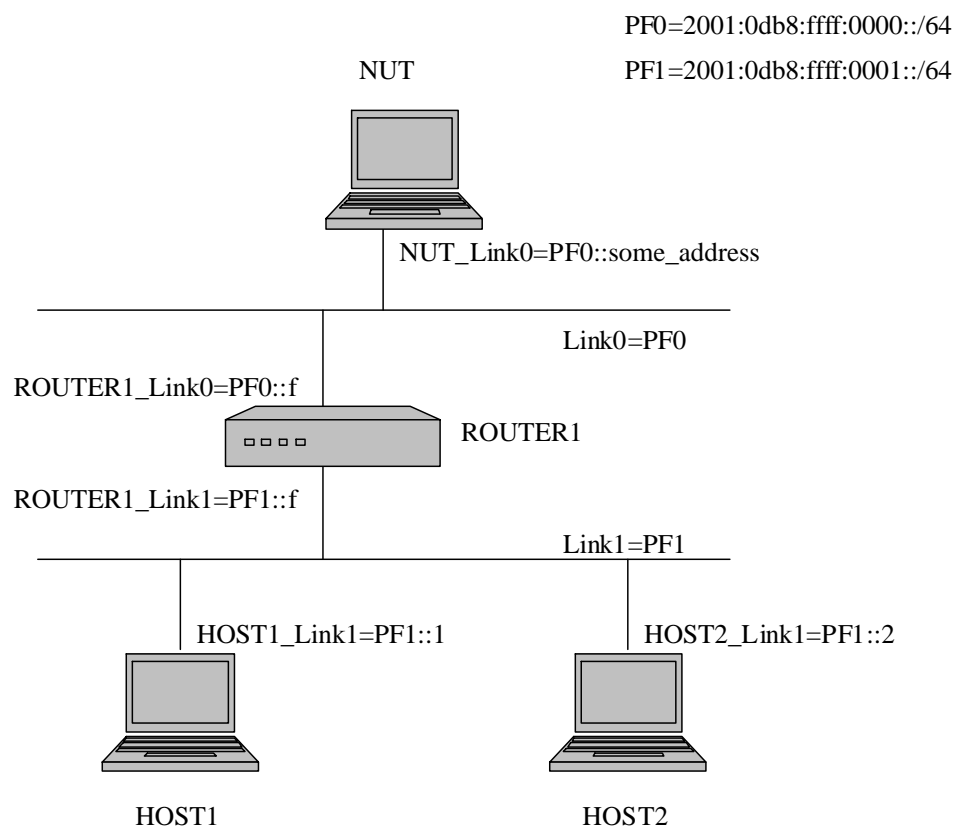 PF0=2001:0db8:ffff:0000::/64
PF1=2001:0db8:ffff:0001::/64
NUT
NUT_Link0=PF0::some_address
Link0=PF0
ROUTER1_Link0=PF0::f
ROUTER1
ROUTER1_Link1=PF1::f
Link1=PF1
HOST1_Link1=PF1::1
HOST2_Link1=PF1::2
HOST1
HOST2